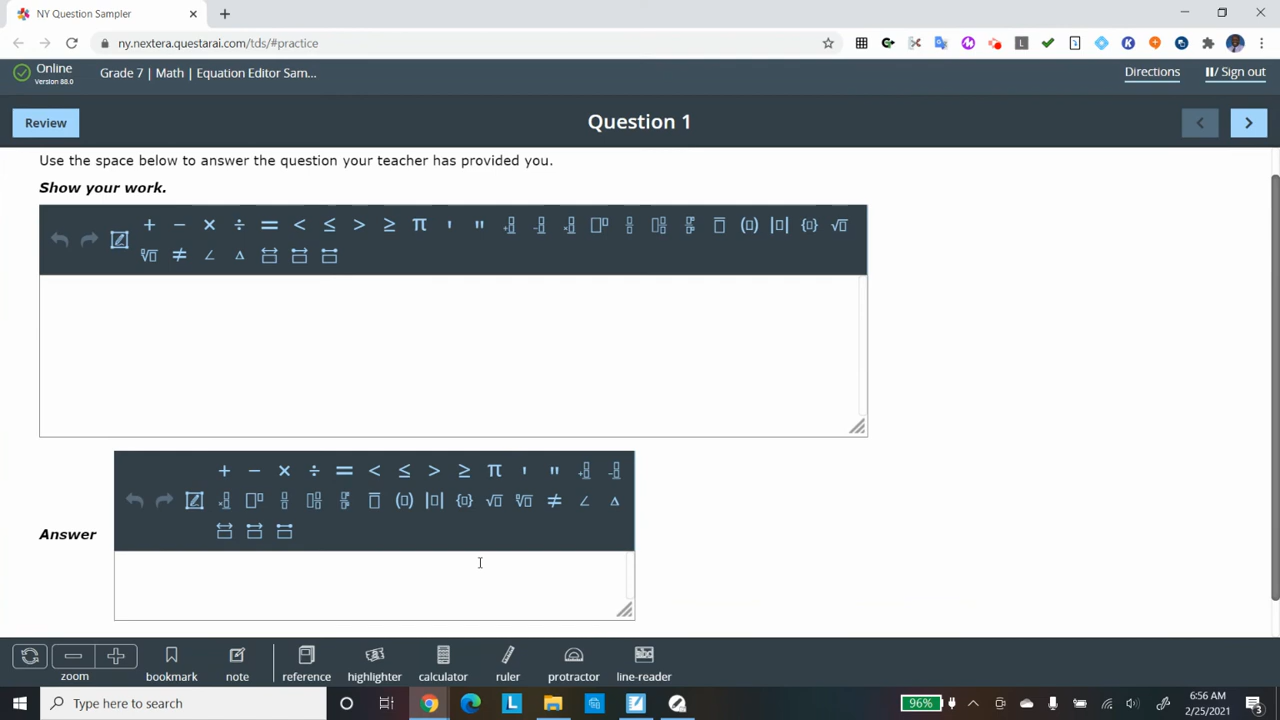 NY Question Sampler
ny.nextera.questarai.com/tds/#practice
Online
Version 88.0
Grade 7 | Math | Equation Editor Sam...
Directions
Sign out
Review
Question 1
Use the space below to answer the question your teacher has provided you.
Show your work.
+ − × ÷ = < ≤ > ≥ π ' " (▯) |▯| {▯} √▯
≠ ∠ Δ
+ − × ÷ = < ≤ > ≥ π ' "
(▯) |▯| {▯} √▯ ≠ ∠ Δ
Answer
zoom
bookmark
note
reference
highlighter
calculator
ruler
protractor
abc
line-reader
Type here to search
96%
6:56 AM
2/25/2021
3